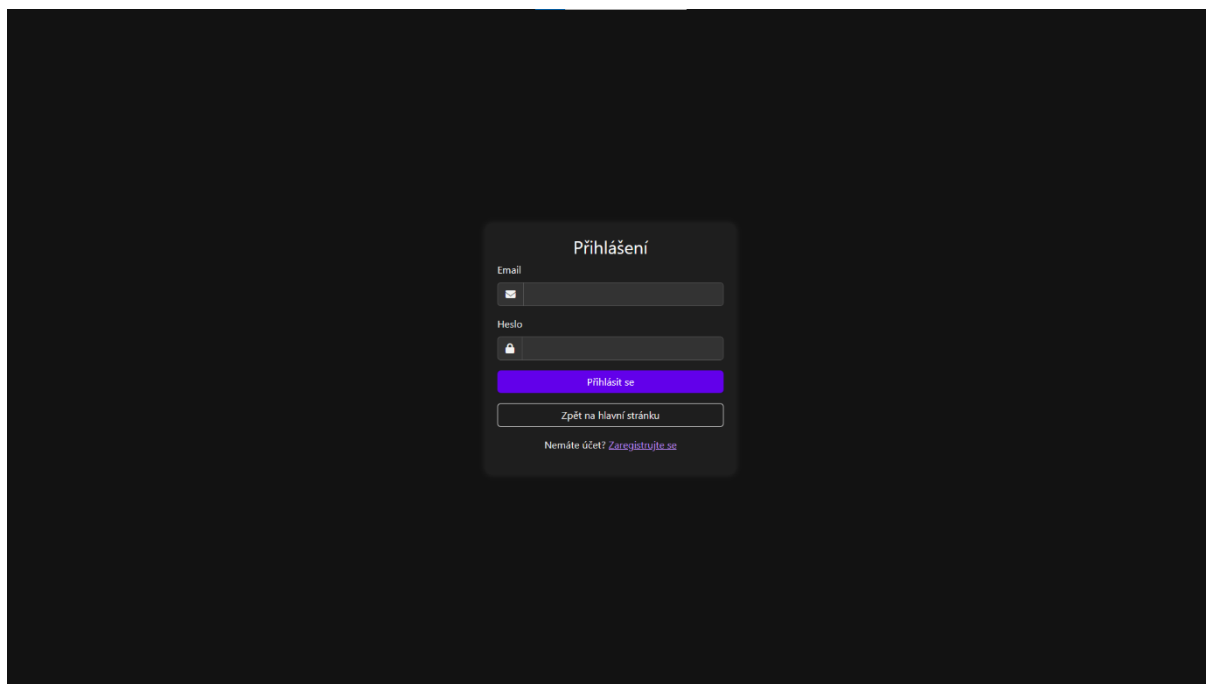 Přihlášení
Email
Heslo
Přihlásit se
Zpět na hlavní stránku
Nemáte účet? Zaregistrujte se